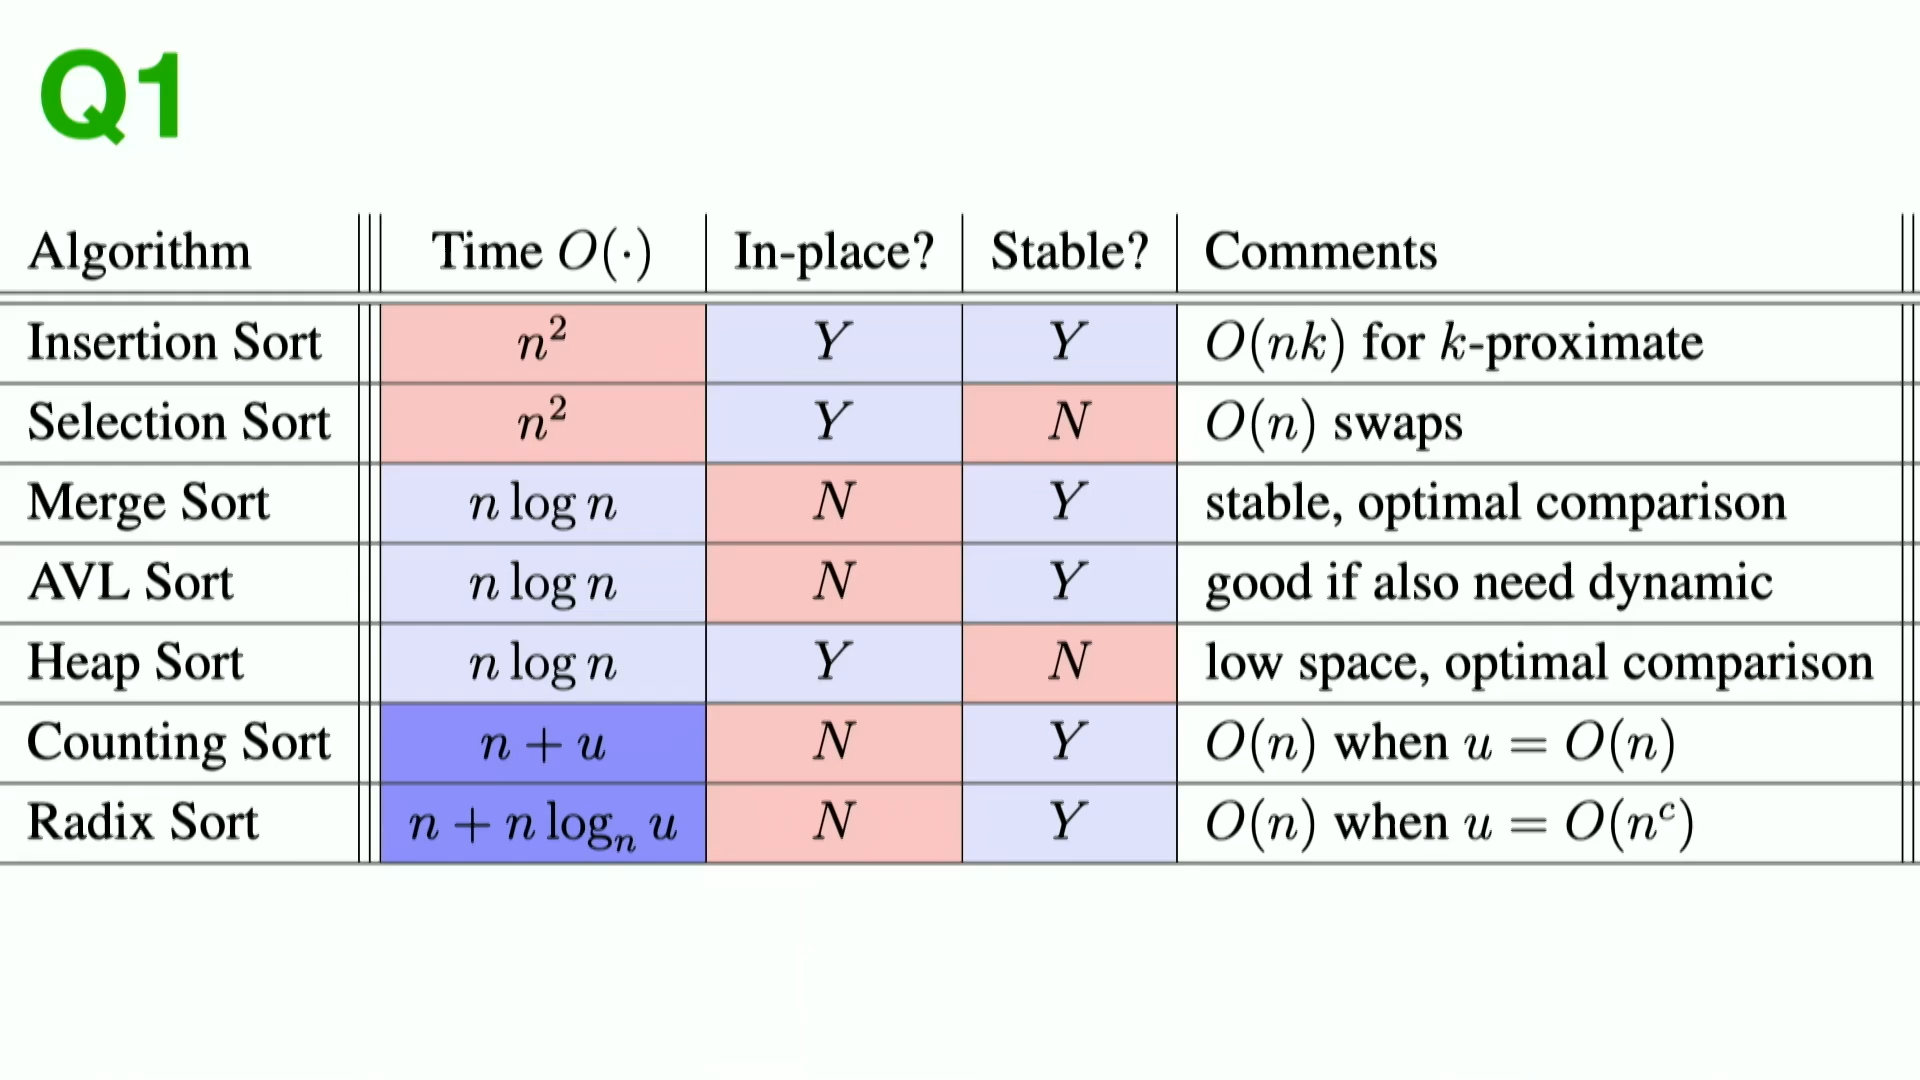 Q1
Algorithm Time O(·) In-place? Stable? Comments
Insertion Sort n² Y Y O(nk) for k-proximate
Selection Sort n² Y N O(n) swaps
Merge Sort n log n N Y stable, optimal comparison
AVL Sort n log n N Y good if also need dynamic
Heap Sort n log n Y N low space, optimal comparison
Counting Sort n + u N Y O(n) when u = O(n)
Radix Sort n + n logₙ u N Y O(n) when u = O(nᶜ)